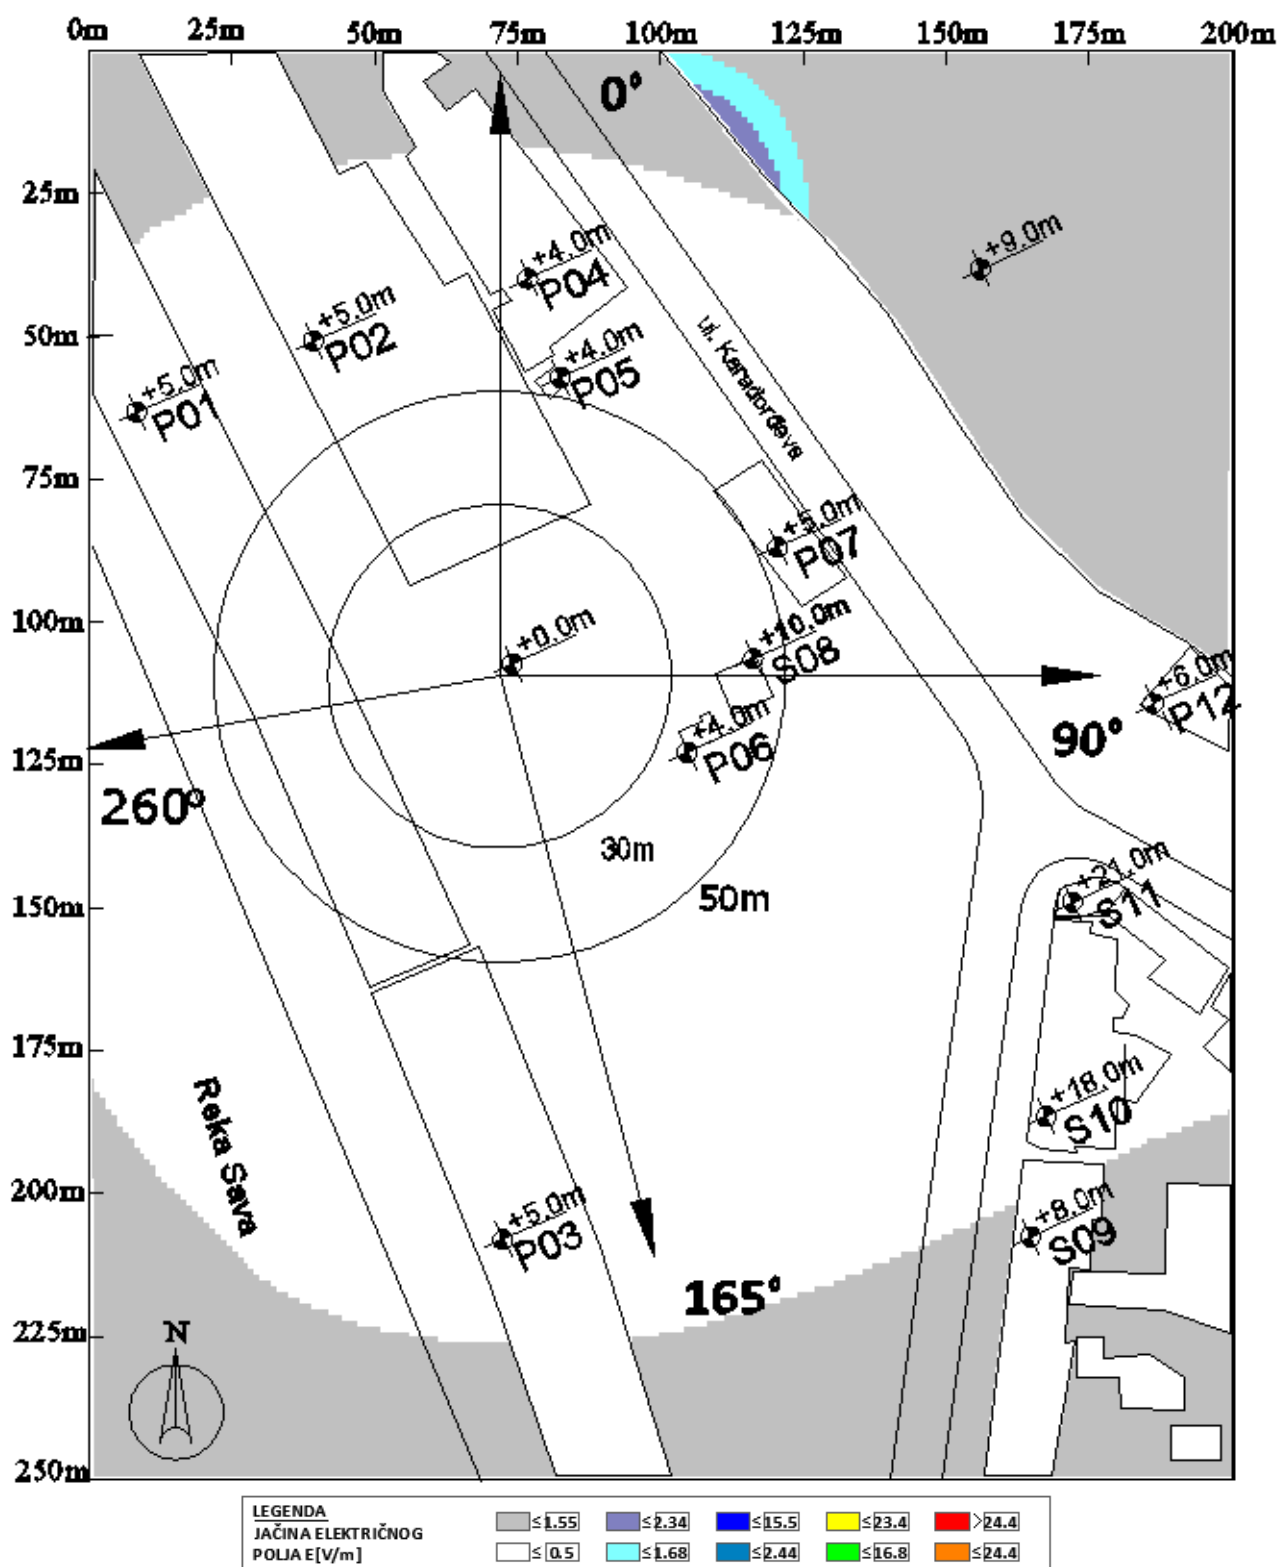 0m 25m 50m 75m 100m 125m 150m 175m 200m
0°
25m
+9.0m
+4.0m
P04
+5.0m
P02
50m
ul. Karađorđeva
+4.0m
P05
+5.0m
P01
75m
+5.0m
P07
100m
+0.0m
+10.0m
S08
+6.0m
P12
+4.0m
P06
90°
125m
260°
30m
50m
+21.0m
S11
150m
175m
Reka Sava
+18.0m
S10
200m
+5.0m
P03
+8.0m
S09
165°
225m
N
250m
LEGENDA
JAČINA ELEKTRIČNOG
POLJA E[V/m]
≤1.55 ≤2.34 ≤15.5 ≤23.4 >24.4
≤ 0.5 ≤1.68 ≤2.44 ≤16.8 ≤24.4